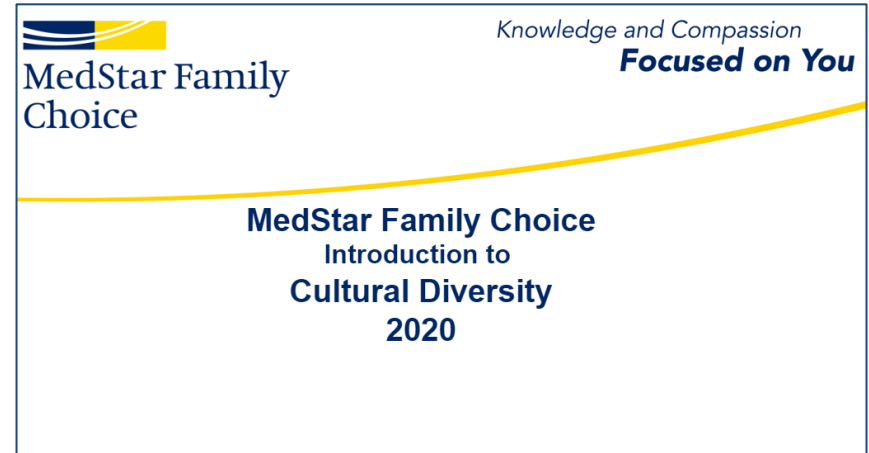 MedStar Family
Choice
Knowledge and Compassion
Focused on You
MedStar Family Choice
Introduction to
Cultural Diversity
2020